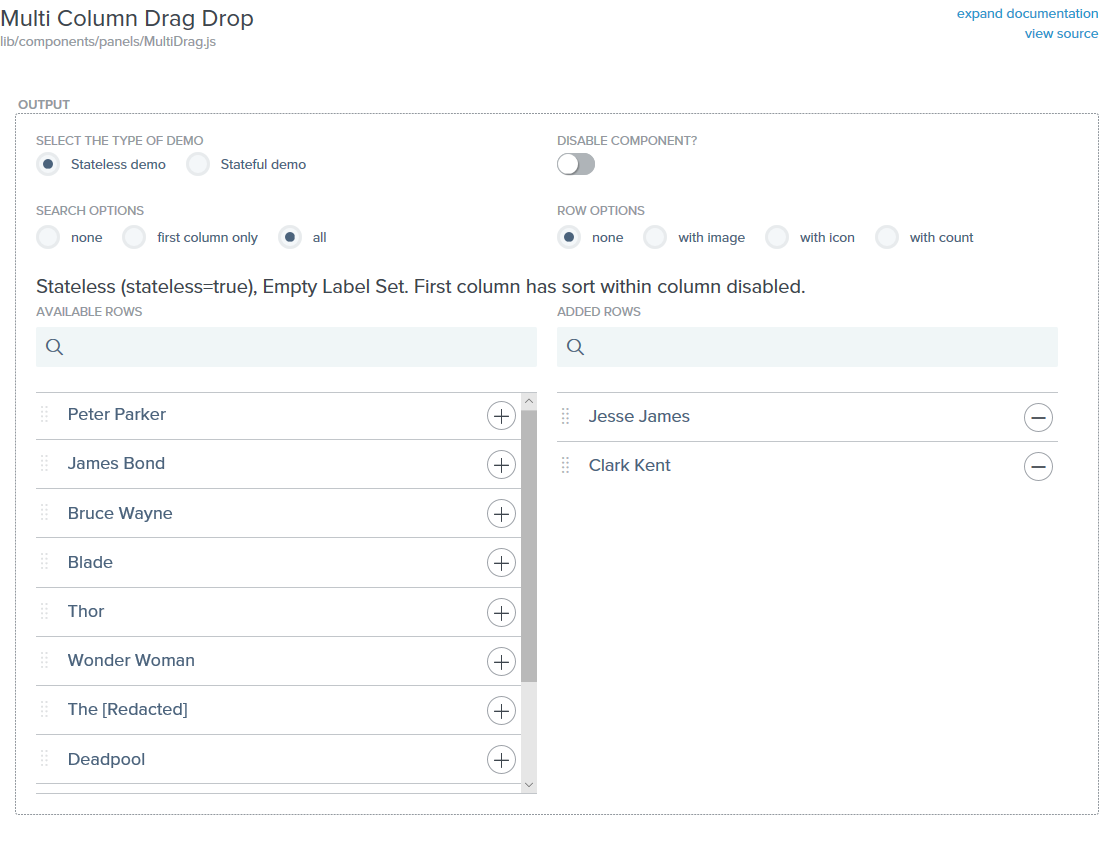 Multi Column Drag Drop
expand documentation
lib/components/panels/MultiDrag.js
view source
OUTPUT
SELECT THE TYPE OF DEMO
Stateless demo
Stateful demo
DISABLE COMPONENT?
SEARCH OPTIONS
none
first column only
all
ROW OPTIONS
none
with image
with icon
with count
Stateless (stateless=true), Empty Label Set. First column has sort within column disabled.
AVAILABLE ROWS
Peter Parker
James Bond
Bruce Wayne
Blade
Thor
Wonder Woman
The [Redacted]
Deadpool
ADDED ROWS
Jesse James
Clark Kent